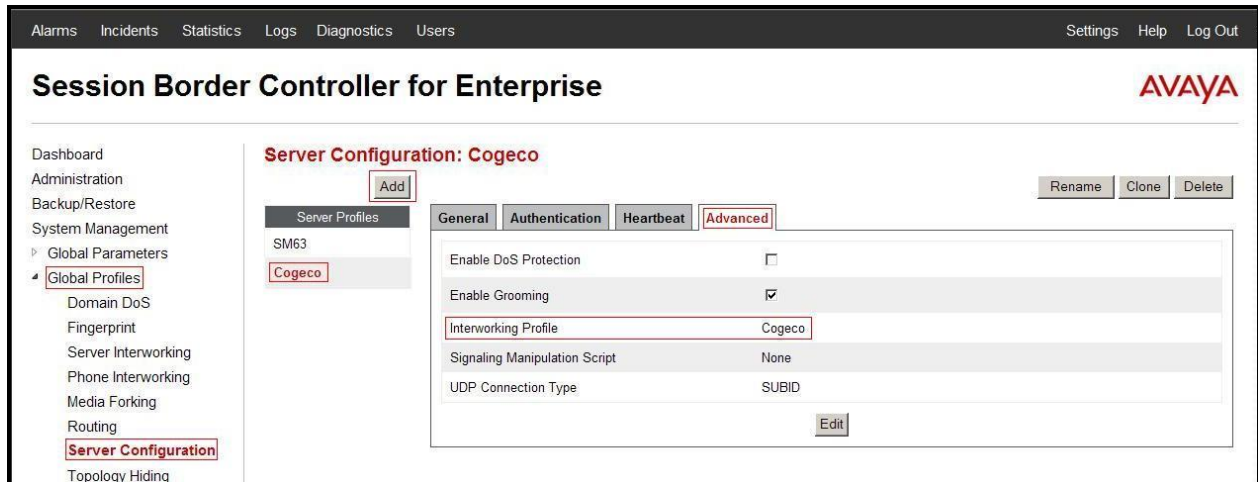 Alarms Incidents Statistics Logs Diagnostics Users Settings Help Log Out
Session Border Controller for Enterprise
AVAYA
Dashboard
Administration
Backup/Restore
System Management
Global Parameters
Global Profiles
Domain DoS
Fingerprint
Server Interworking
Phone Interworking
Media Forking
Routing
Server Configuration
Topology Hiding
Server Configuration: Cogeco
Add
Rename Clone Delete
Server Profiles
SM63
Cogeco
General Authentication Heartbeat Advanced
Enable DoS Protection
Enable Grooming
Interworking Profile Cogeco
Signaling Manipulation Script None
UDP Connection Type SUBID
Edit